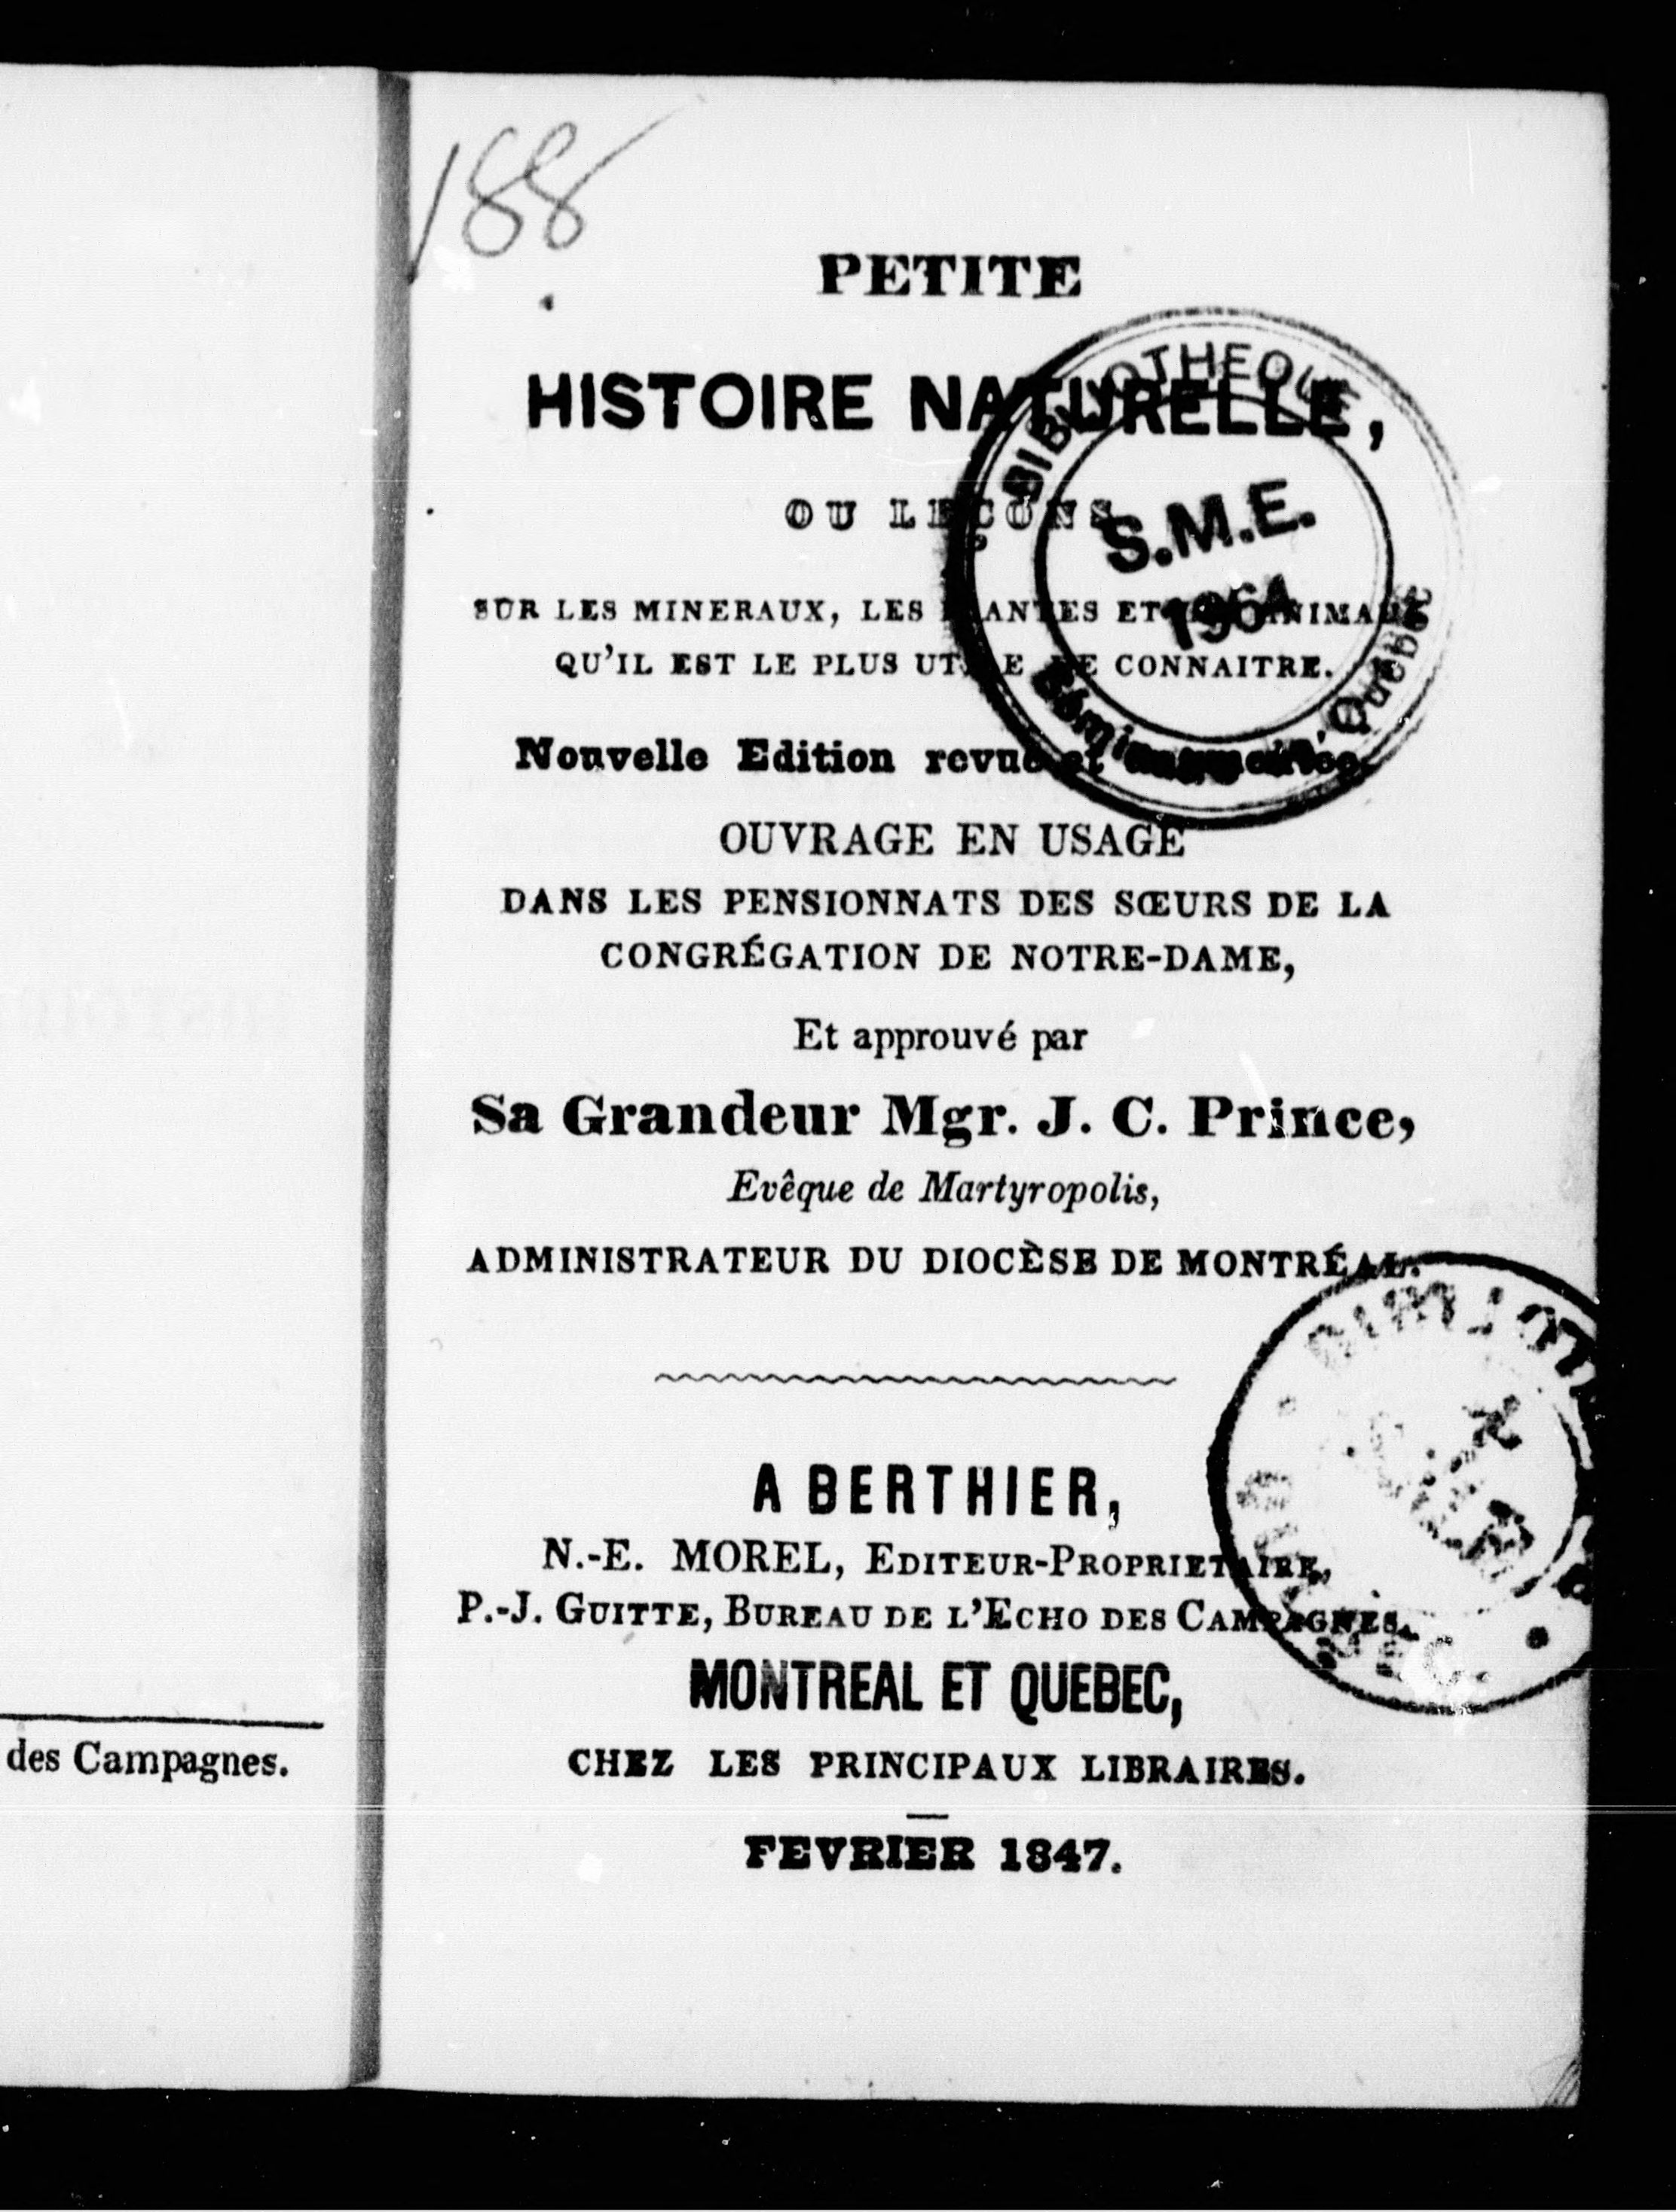 des Campagnes.
188
PETITE
HISTOIRE NATURELLE,
OU LEÇONS
SUR LES MINERAUX, LES PLANTES ET LES ANIMAUX
QU'IL EST LE PLUS UTILE DE CONNAITRE.
Nouvelle Edition revue et augmentée,
OUVRAGE EN USAGE
DANS LES PENSIONNATS DES SŒURS DE LA
CONGRÉGATION DE NOTRE-DAME,
Et approuvé par
Sa Grandeur Mgr. J. C. Prince,
Evêque de Martyropolis,
ADMINISTRATEUR DU DIOCÈSE DE MONTRÉAL.
A BERTHIER,
N.-E. MOREL, EDITEUR-PROPRIETAIRE,
P.-J. GUITTE, BUREAU DE L'ECHO DES CAMPAGNES.
MONTREAL ET QUEBEC,
CHEZ LES PRINCIPAUX LIBRAIRES.
FEVRIER 1847.
BIBLIOTHEQUE
S.M.E.
1964
Québec